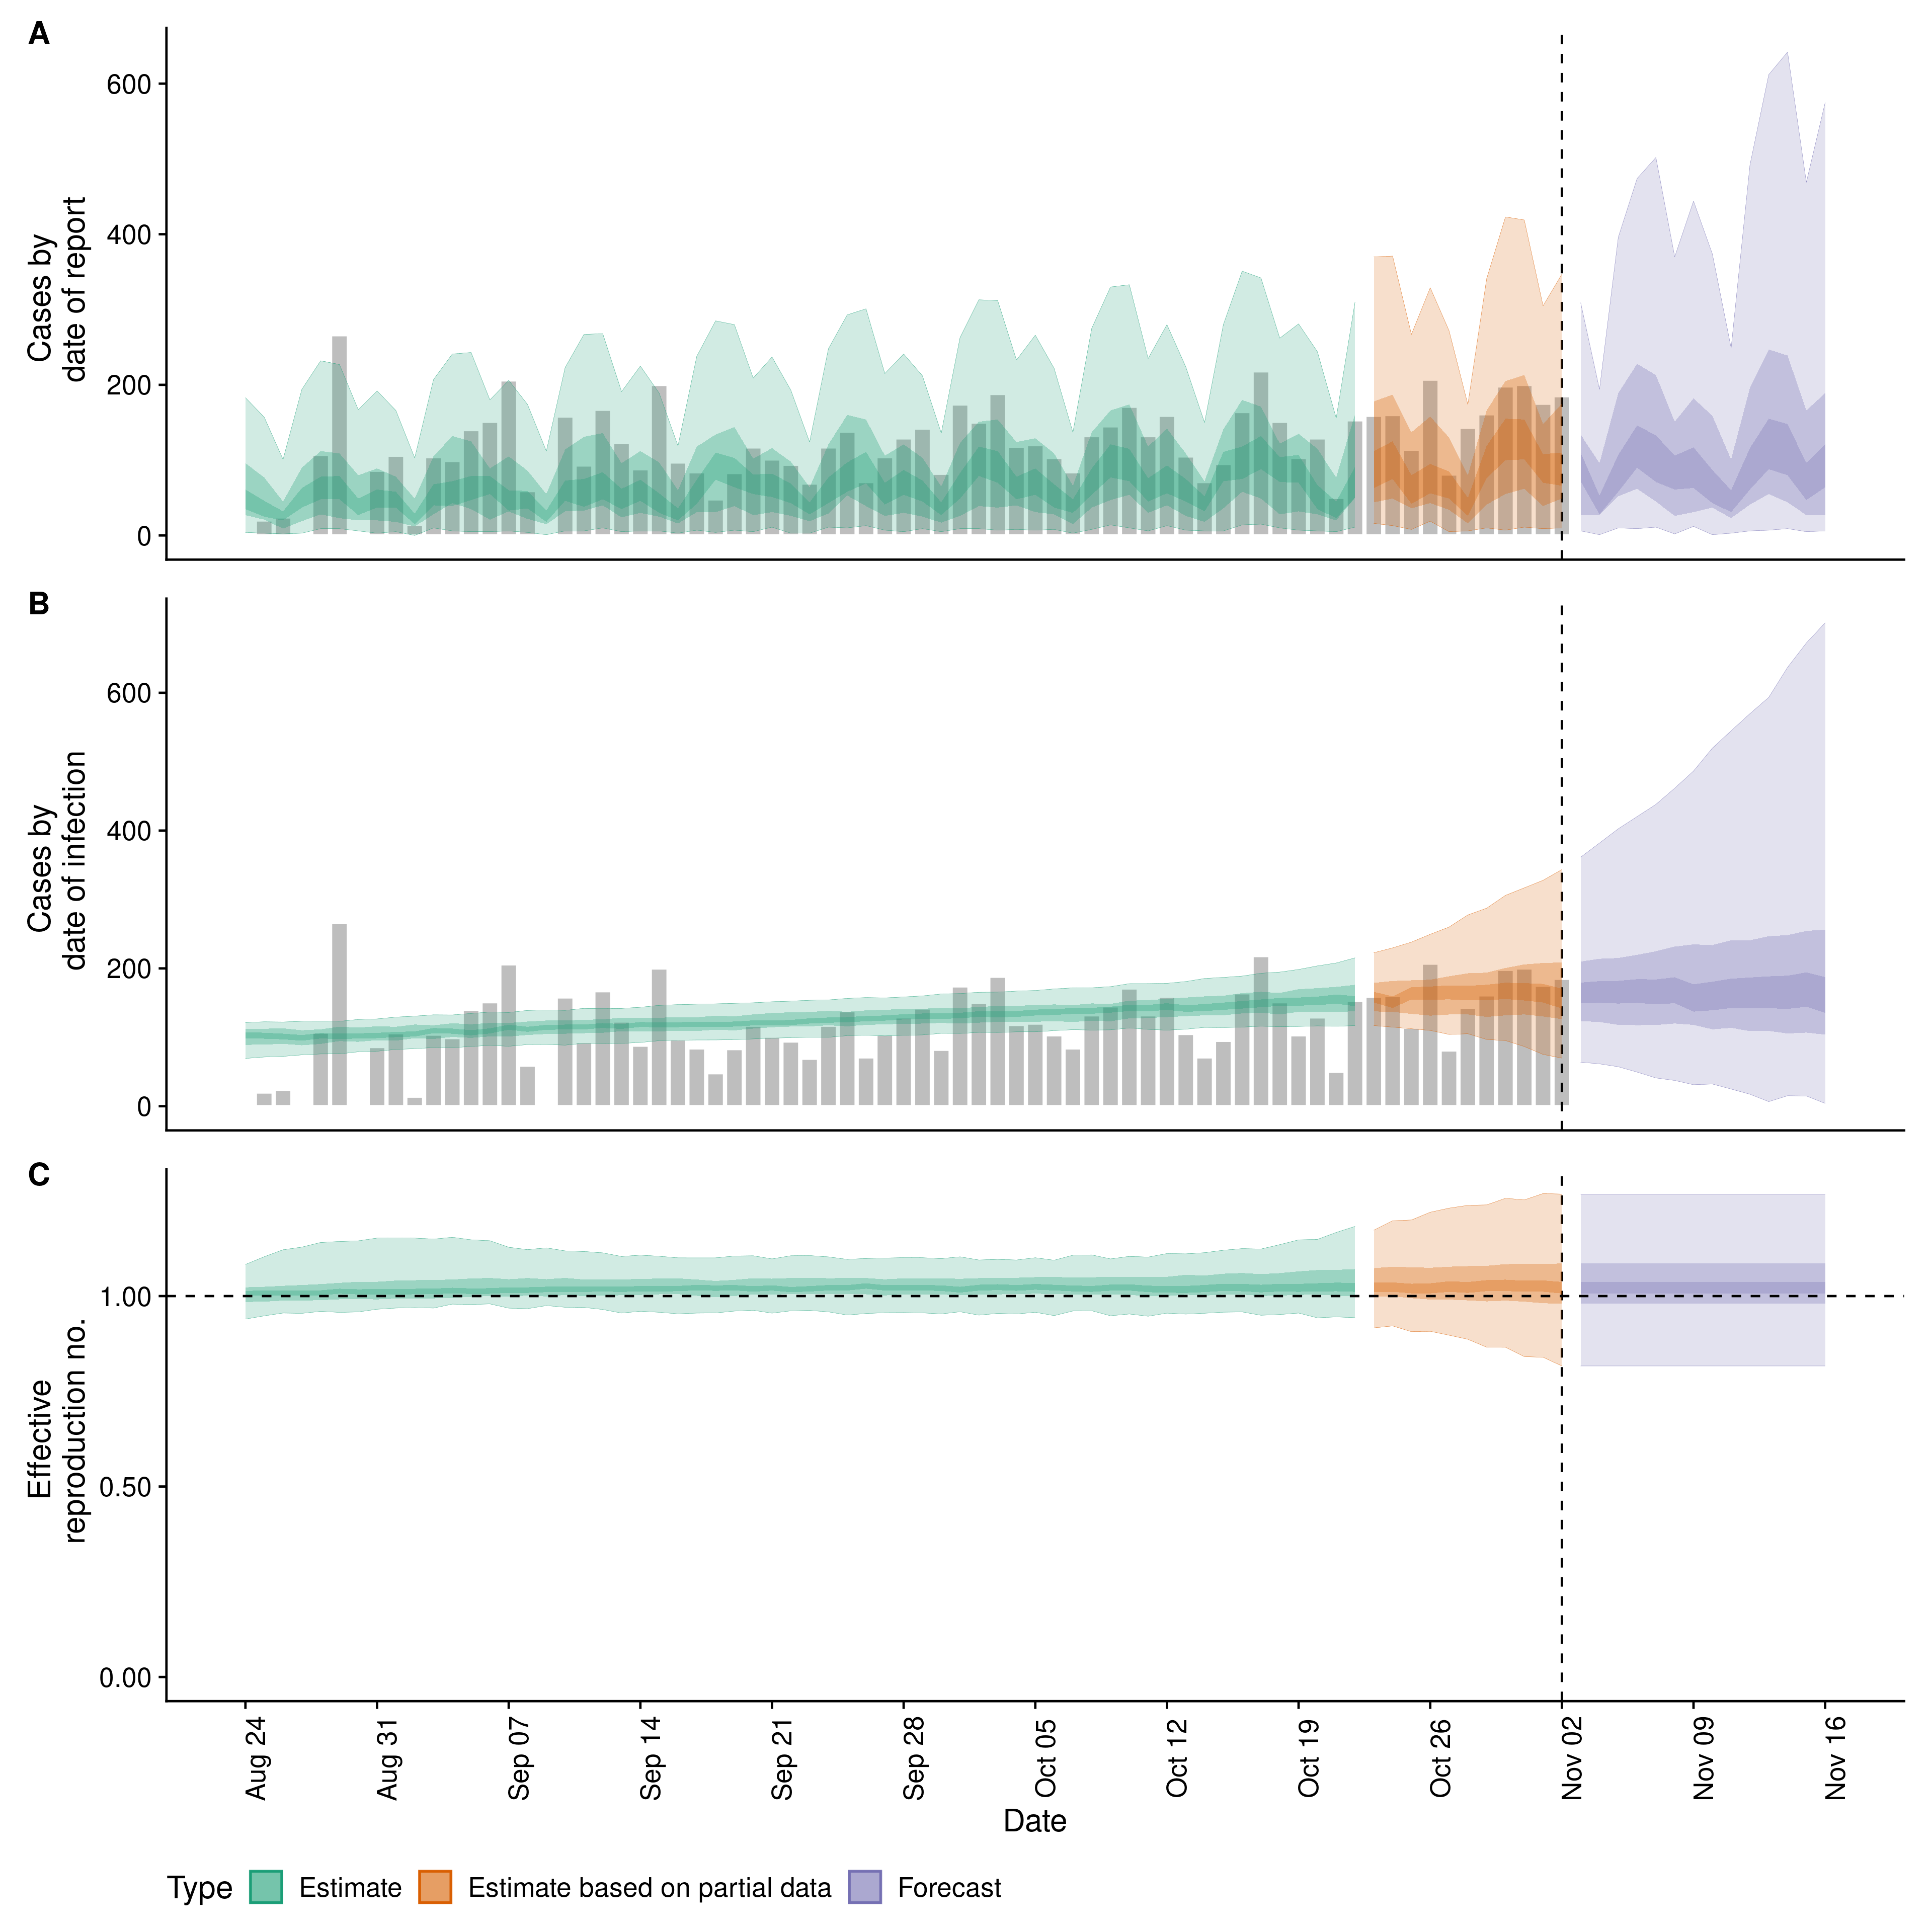 A
600
400
200
0
Cases by
date of report
B
600
400
200
0
Cases by
date of infection
C
1.00
0.50
0.00
Effective
reproduction no.
Aug 24
Aug 31
Sep 07
Sep 14
Sep 21
Sep 28
Oct 05
Oct 12
Oct 19
Oct 26
Nov 02
Nov 09
Nov 16
Date
Type Estimate Estimate based on partial data Forecast